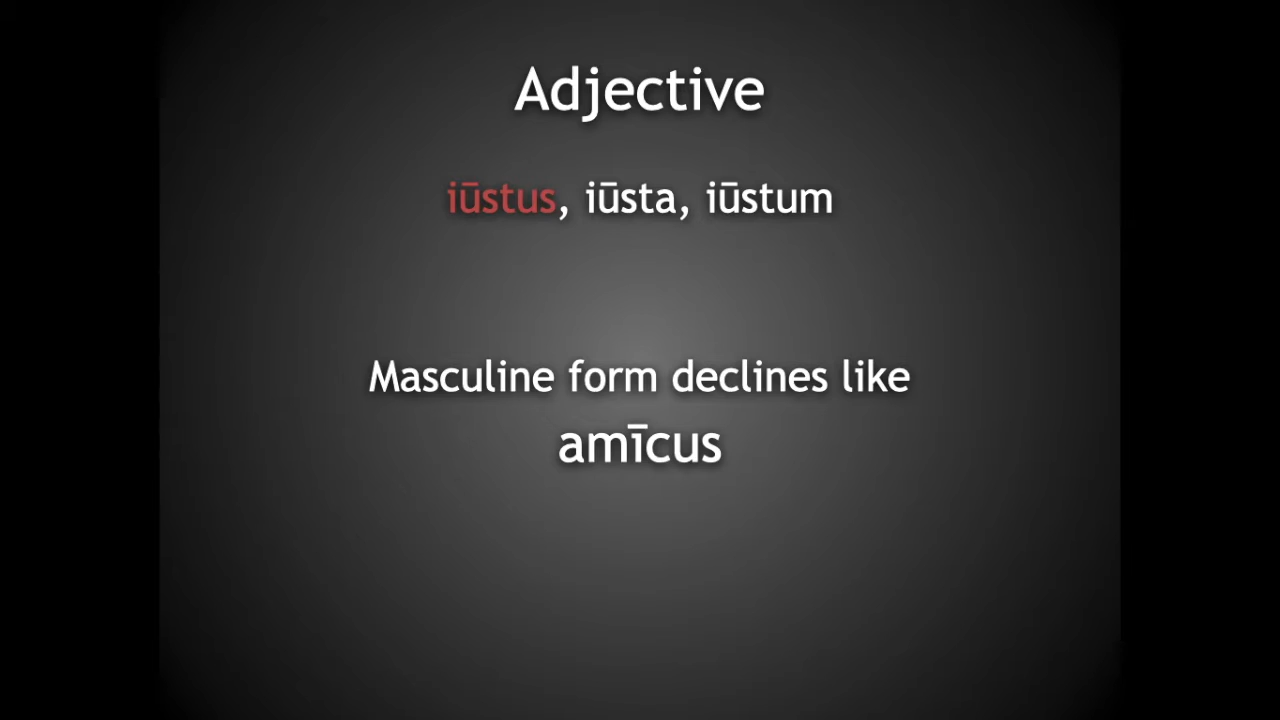 Adjective
iūstus, iūsta, iūstum
Masculine form declines like
amīcus